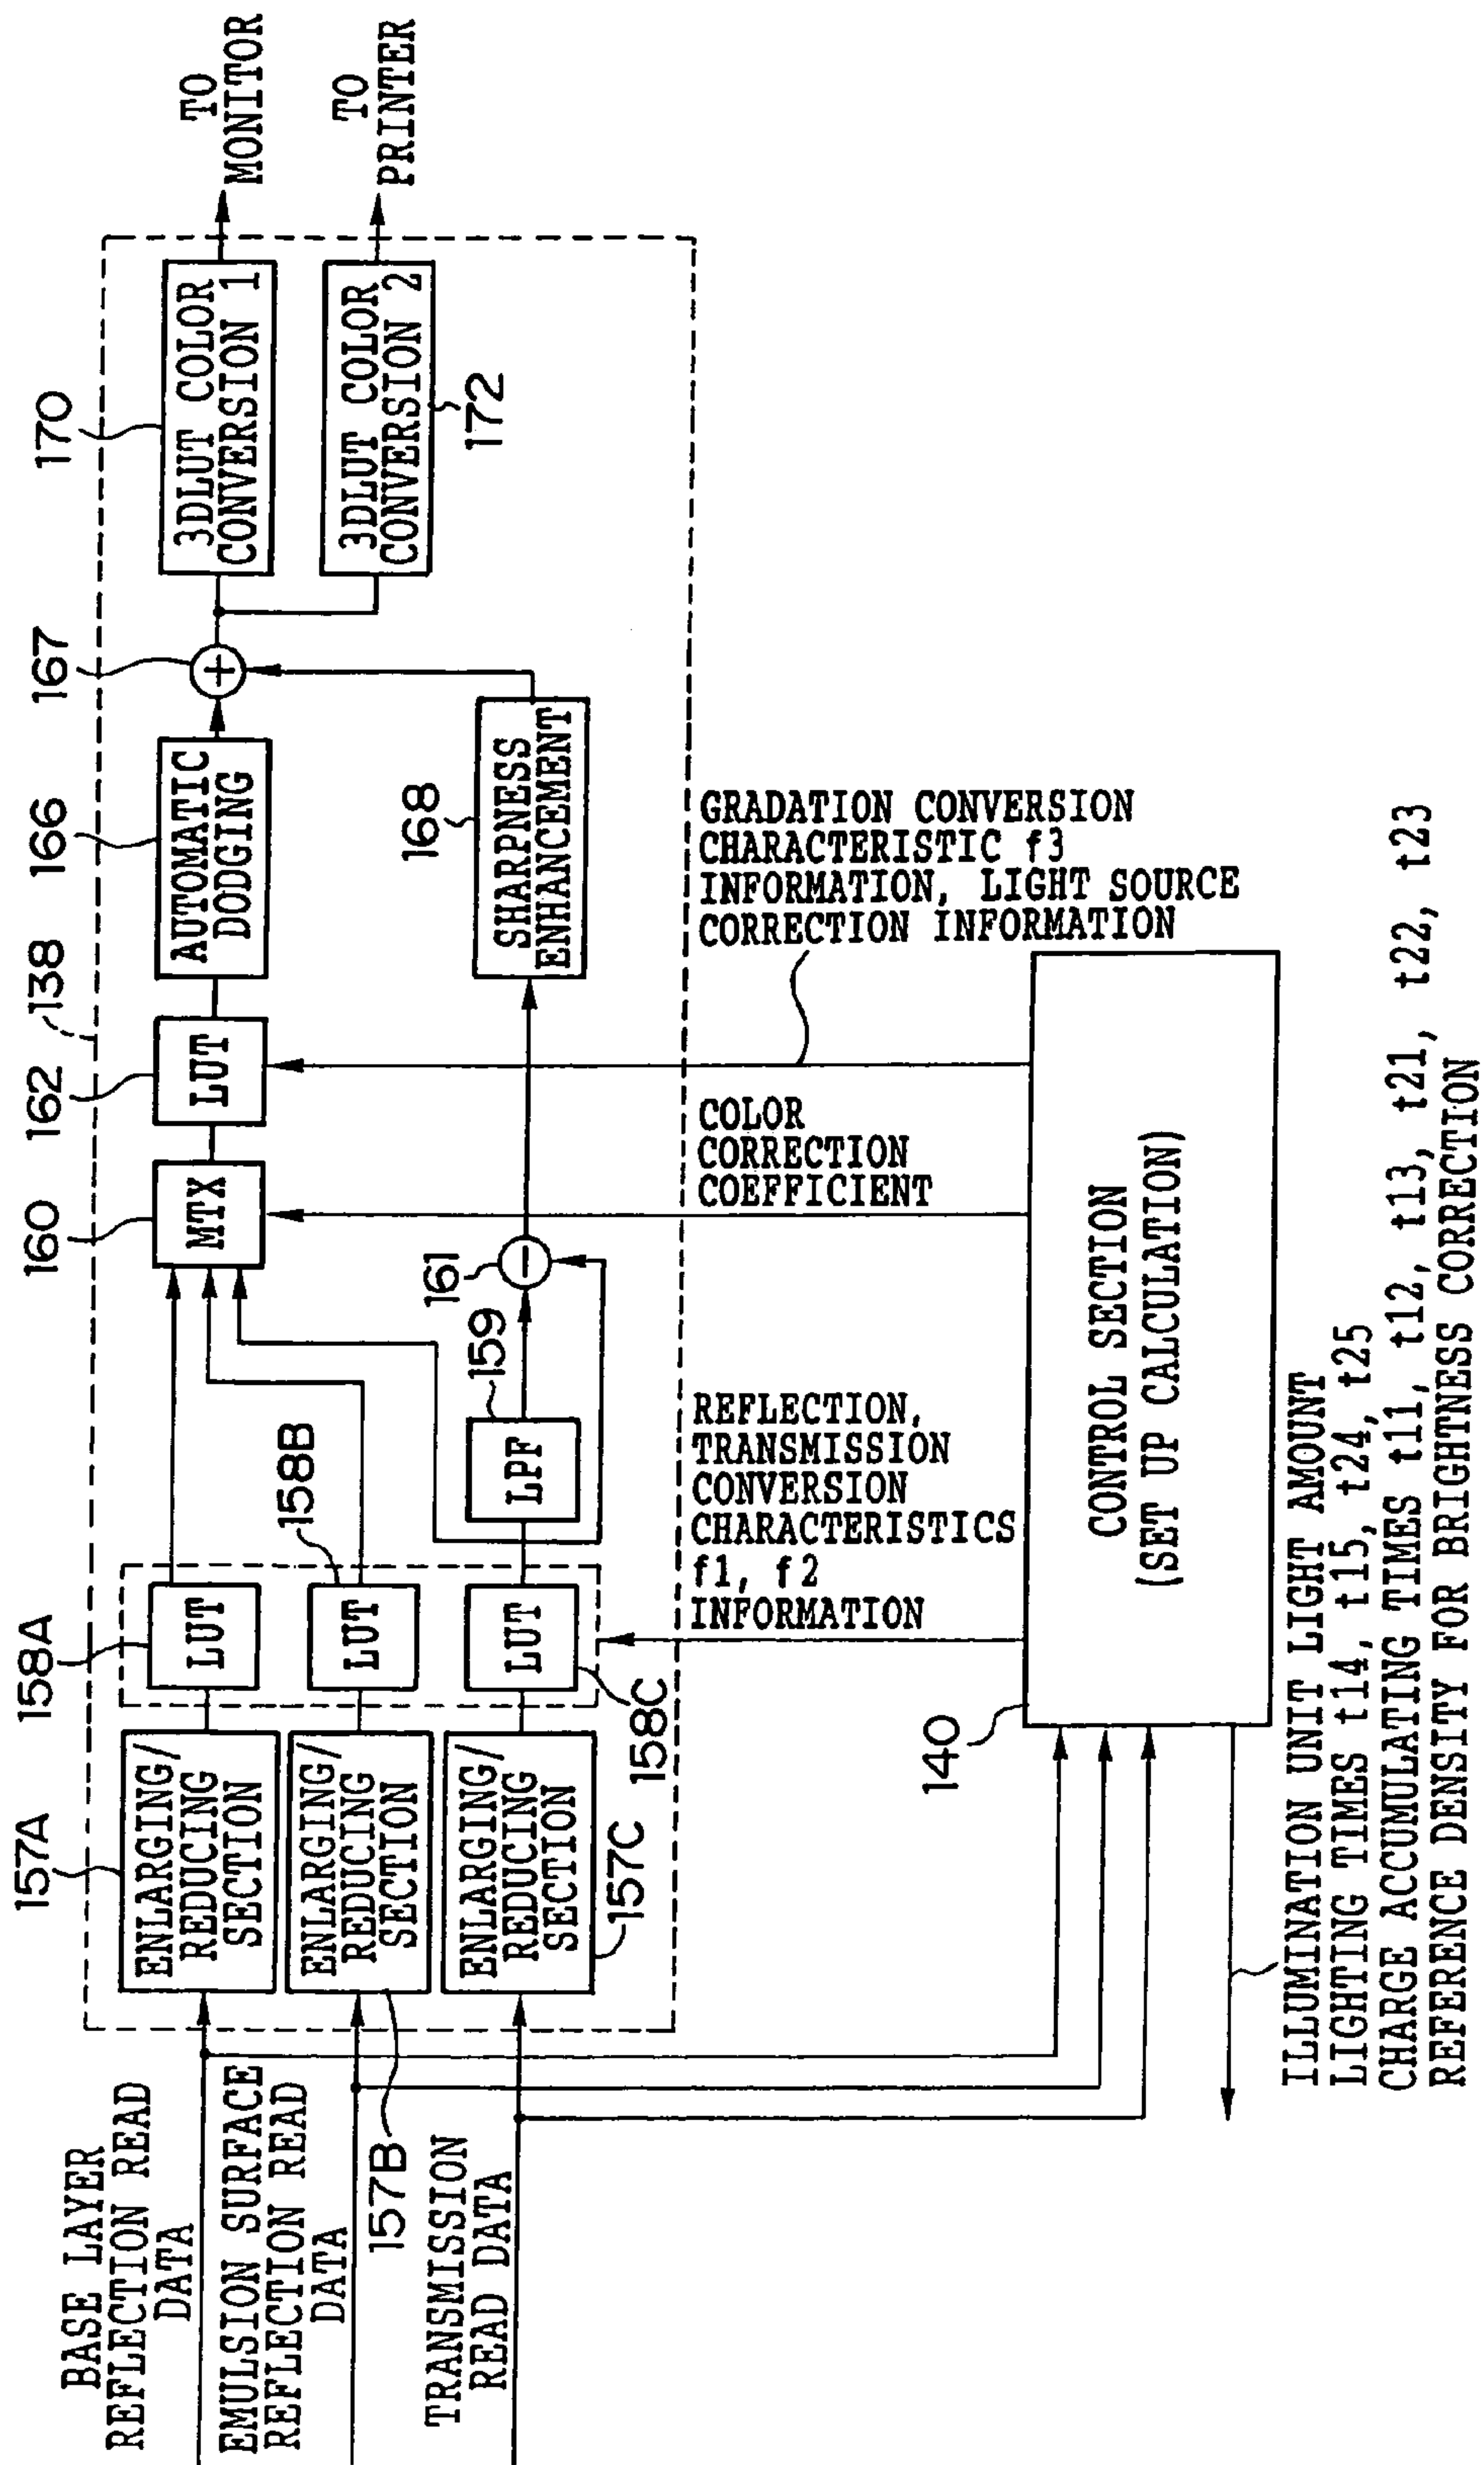 BASE LAYER
REFLECTION READ
DATA
EMULSION SURFACE
REFLECTION READ
DATA
TRANSMISSION
READ DATA
157A
ENLARGING/
REDUCING
SECTION
ENLARGING/
REDUCING
SECTION
157B
ENLARGING/
REDUCING
SECTION
157C
158A
LUT
158B
LUT
LUT
158C
LPF
159
161
−
160
MTX
162
LUT
138
166
AUTOMATIC
DODGING
168
SHARPNESS
ENHANCEMENT
167
+
170
3DLUT COLOR
CONVERSION 1
3DLUT COLOR
CONVERSION 2
172
TO
MONITOR
TO
PRINTER
REFLECTION,
TRANSMISSION
CONVERSION
CHARACTERISTICS
f1, f2
INFORMATION
COLOR
CORRECTION
COEFFICIENT
GRADATION CONVERSION
CHARACTERISTIC f3
INFORMATION, LIGHT SOURCE
CORRECTION INFORMATION
140
CONTROL SECTION
(SET UP CALCULATION)
ILLUMINATION UNIT LIGHT AMOUNT
LIGHTING TIMES t14, t15, t24, t25
CHARGE ACCUMULATING TIMES t11, t12, t13, t21, t22, t23
REFERENCE DENSITY FOR BRIGHTNESS CORRECTION